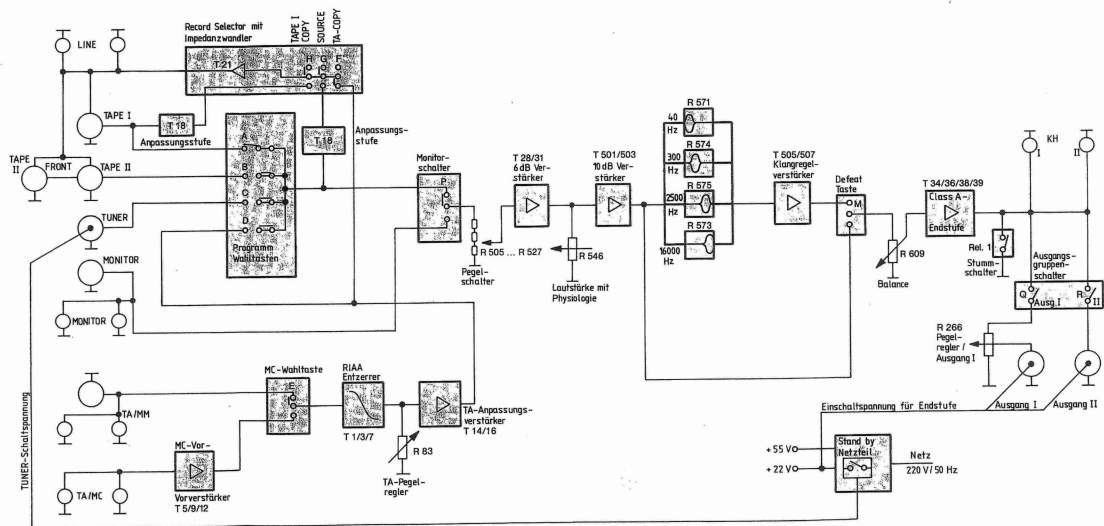 Record Selector mit
Impedanzwandler
TAPE I
COPY
SOURCE
TA-COPY
LINE
T 21
H
G
F
TAPE I
T 18
Anpassungsstufe
T 18
Anpassungs-
stufe
TAPE
II
FRONT
TAPE II
A
B
C
D
Programm
Wahltasten
TUNER
MONITOR
MONITOR
Monitor-
schalter
P
R 505 ... R 527
Pegel-
schalter
T 28/31
6 dB Ver-
stärker
R 546
Lautstärke mit
Physiologie
T 501/503
10 dB Ver-
stärker
R 571
40
Hz
R 574
300
Hz
R 575
2500
Hz
R 573
16000
Hz
T 505/507
Klangregel-
verstärker
Defeat
Taste
M
R 609
Balance
T 34/36/38/39
Class A-
Endstufe
Rel. 1
Stumm-
schalter
KH
I
II
Ausgangs-
gruppen-
schalter
Q
Ausg.I
R
II
R 266
Pegel-
regler /
Ausgang I
Ausgang I
Ausgang II
Einschaltspannung für Endstufe
TUNER-Schaltspannung
TA/MM
TA/MC
MC-Vor-
Vorverstärker
T 5/9/12
MC-Wahltaste
E
RIAA
Entzerrer
T 1/3/7
R 83
TA-Pegel-
regler
TA-Anpassungs-
verstärker
T 14/16
+ 55 V
+ 22 V
Stand by
Netzteil
Netz
220 V/ 50 Hz